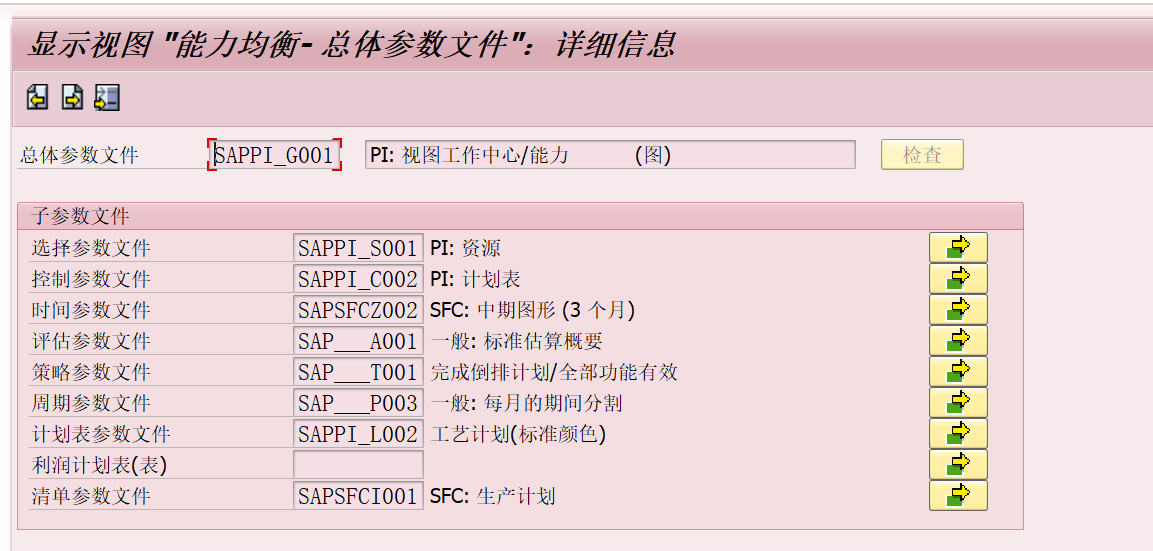 显示视图 "能力均衡- 总体参数文件": 详细信息
总体参数文件 SAPPI_G001 PI: 视图工作中心/能力 (图) 检查
子参数文件
选择参数文件 SAPPI_S001 PI: 资源
控制参数文件 SAPPI_C002 PI: 计划表
时间参数文件 SAPSFCZ002 SFC: 中期图形 (3 个月)
评估参数文件 SAP___A001 一般: 标准估算概要
策略参数文件 SAP___T001 完成倒排计划/全部功能有效
周期参数文件 SAP___P003 一般: 每月的期间分割
计划表参数文件 SAPPI_L002 工艺计划(标准颜色)
利润计划表(表)
清单参数文件 SAPSFCI001 SFC: 生产计划